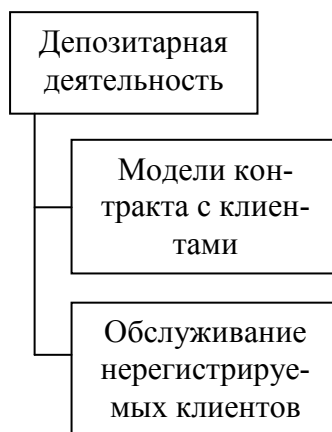 Депозитарная
деятельность
Модели кон-
тракта с клиен-
тами
Обслуживание
нерегистрируе-
мых клиентов